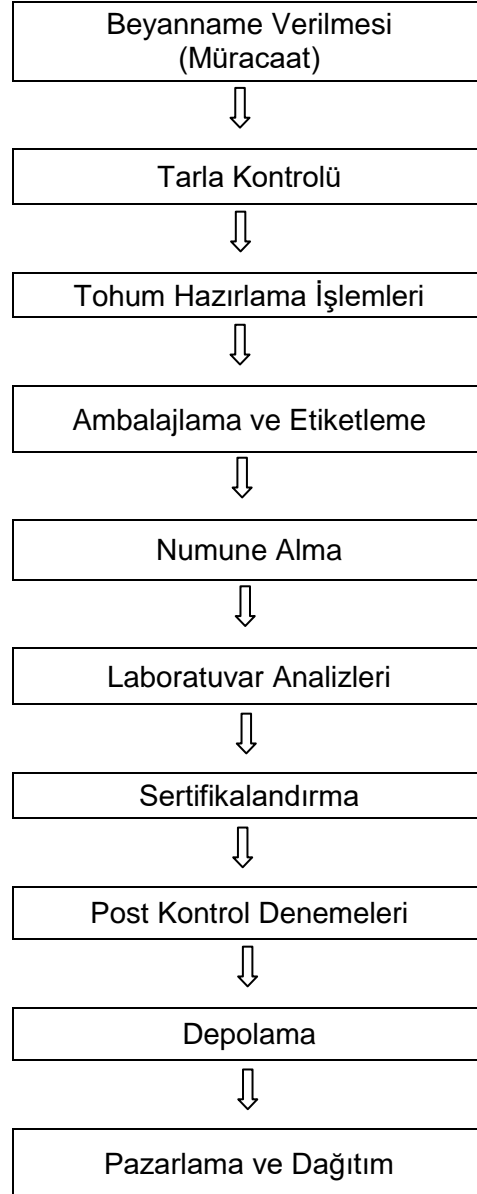 Beyanname Verilmesi
(Müracaat)
Tarla Kontrolü
Tohum Hazırlama İşlemleri
Ambalajlama ve Etiketleme
Numune Alma
Laboratuvar Analizleri
Sertifikalandırma
Post Kontrol Denemeleri
Depolama
Pazarlama ve Dağıtım